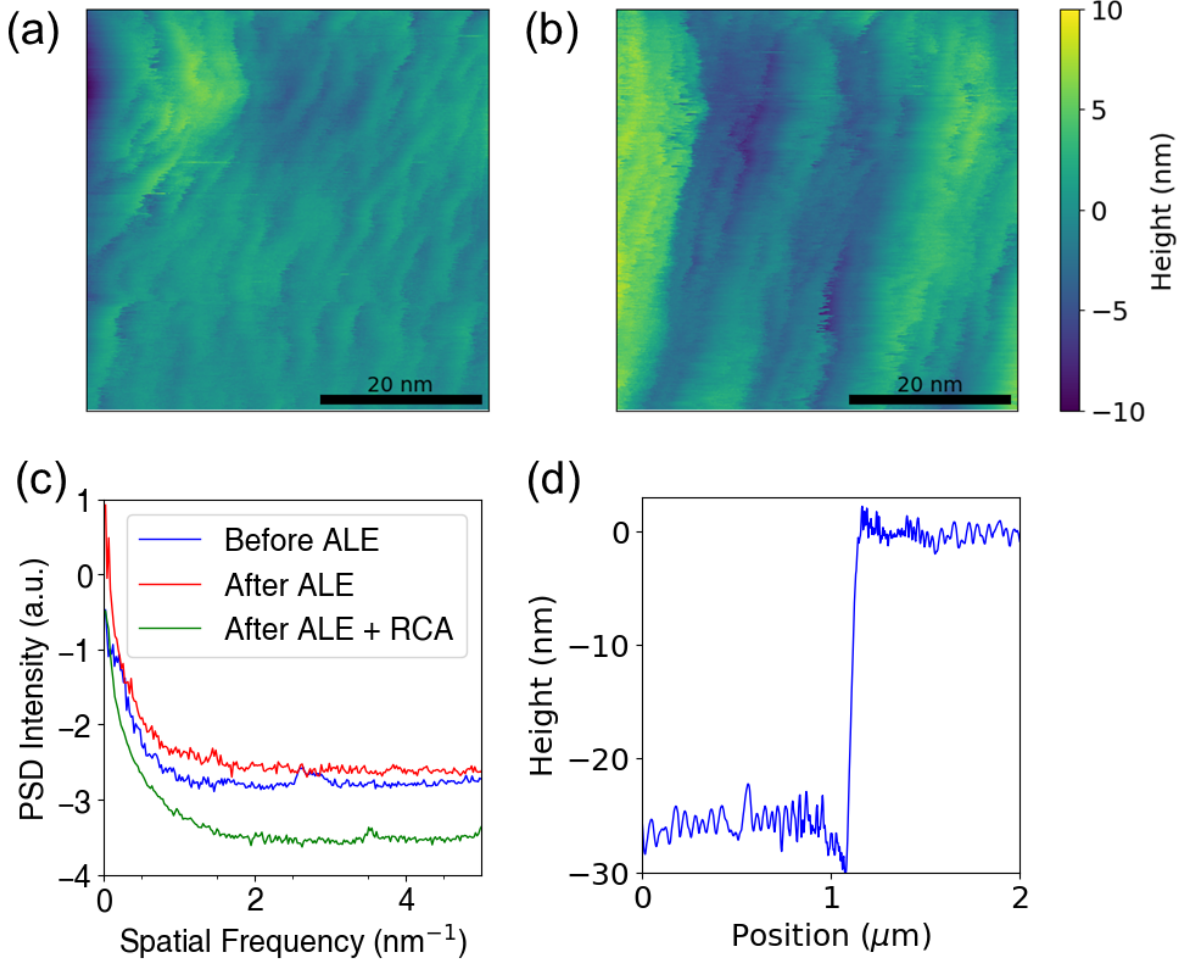 (a)
(b)
20 nm
20 nm
10
5
0
−5
−10
Height (nm)
(c)
1
0
−1
−2
−3
−4
PSD Intensity (a.u.)
Before ALE
After ALE
After ALE + RCA
0
2
4
Spatial Frequency (nm⁻¹)
(d)
0
−10
−20
−30
Height (nm)
0
1
2
Position (μm)